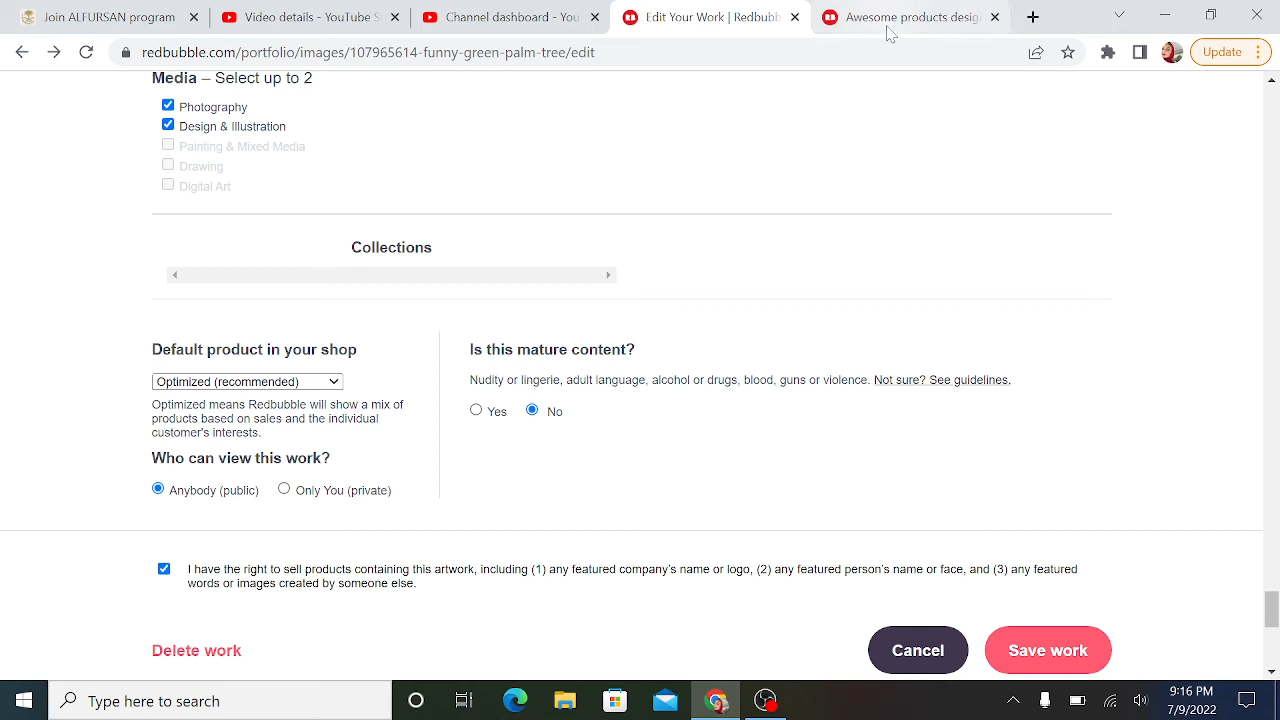 Join ALFURSAN Program
Video details - YouTube S
Channel dashboard - You
Edit Your Work | Redbubb
Awesome products desig
redbubble.com/portfolio/images/107965614-funny-green-palm-tree/edit
Update
Media – Select up to 2
Photography
Design & Illustration
Painting & Mixed Media
Drawing
Digital Art
Collections
Default product in your shop
Optimized (recommended)
Optimized means Redbubble will show a mix of
products based on sales and the individual
customer's interests.
Who can view this work?
Anybody (public) Only You (private)
Is this mature content?
Nudity or lingerie, adult language, alcohol or drugs, blood, guns or violence. Not sure? See guidelines.
Yes No
I have the right to sell products containing this artwork, including (1) any featured company's name or logo, (2) any featured person's name or face, and (3) any featured
words or images created by someone else.
Delete work
Cancel
Save work
Type here to search
9:16 PM
7/9/2022